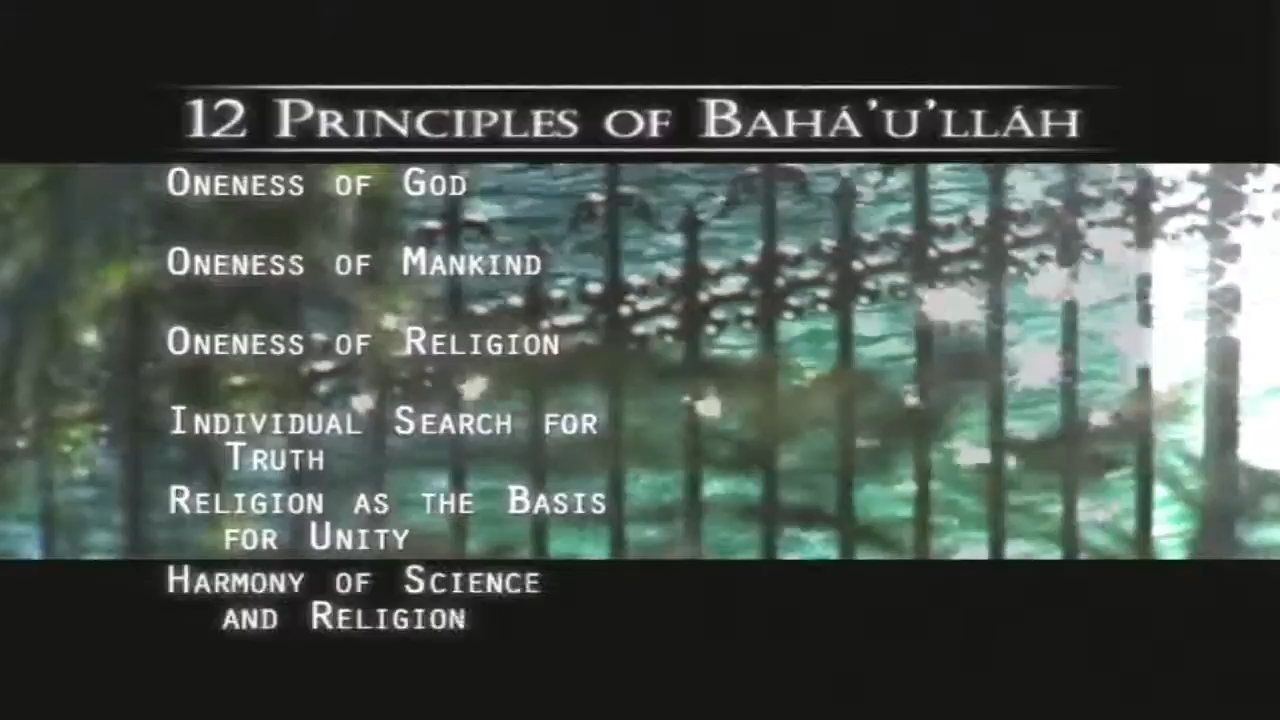 12 Principles of Bahá'u'lláh
Oneness of God
Oneness of Mankind
Oneness of Religion
Individual Search for
Truth
Religion as the Basis
for Unity
Harmony of Science
and Religion